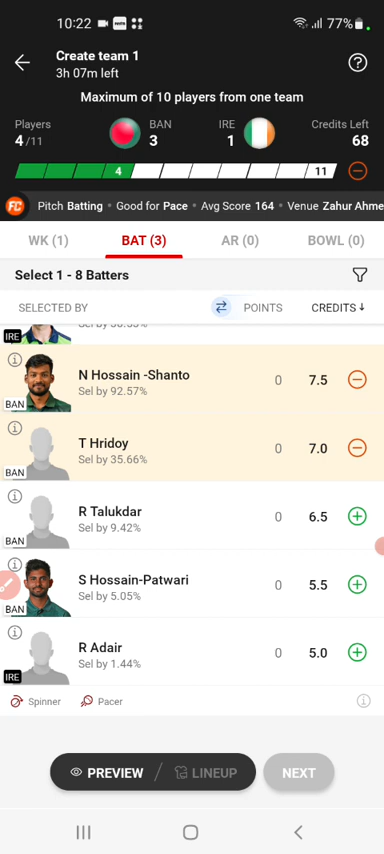 10:22
77%
Create team 1
3h 07m left
Maximum of 10 players from one team
Players
4/11
BAN
3
IRE
1
Credits Left
68
4
11
FC
Pitch Batting • Good for Pace • Avg Score 164 • Venue Zahur Ahme
WK (1)
BAT (3)
AR (0)
BOWL (0)
Select 1 - 8 Batters
SELECTED BY
POINTS
CREDITS↓
IRE
N Hossain -Shanto
Sel by 92.57%
0
7.5
BAN
T Hridoy
Sel by 35.66%
0
7.0
BAN
R Talukdar
Sel by 9.42%
0
6.5
BAN
S Hossain-Patwari
Sel by 5.05%
0
5.5
BAN
R Adair
Sel by 1.44%
0
5.0
IRE
Spinner
Pacer
PREVIEW / LINEUP
NEXT